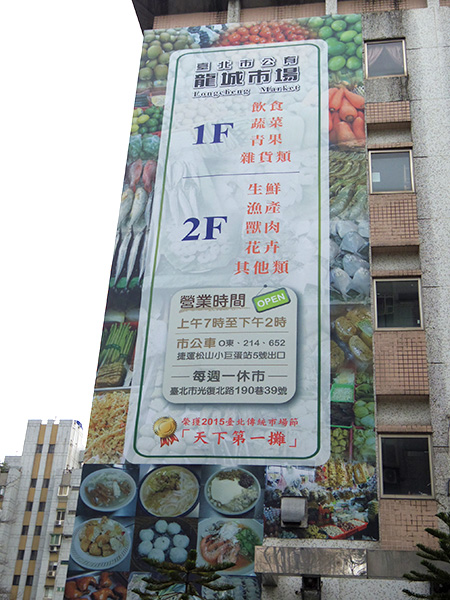 臺北市公有
龍城市場
Longcheng Market
1F
飲食
蔬菜
青果
雜貨類
2F
生鮮
漁產
獸肉
花卉
其他類
營業時間 OPEN
上午7時至下午2時
市公車 0東、214、652
捷運松山小巨蛋站5號出口
每週一休市
臺北市光復北路190巷39號
榮獲2015臺北傳統市場節
「天下第一攤」